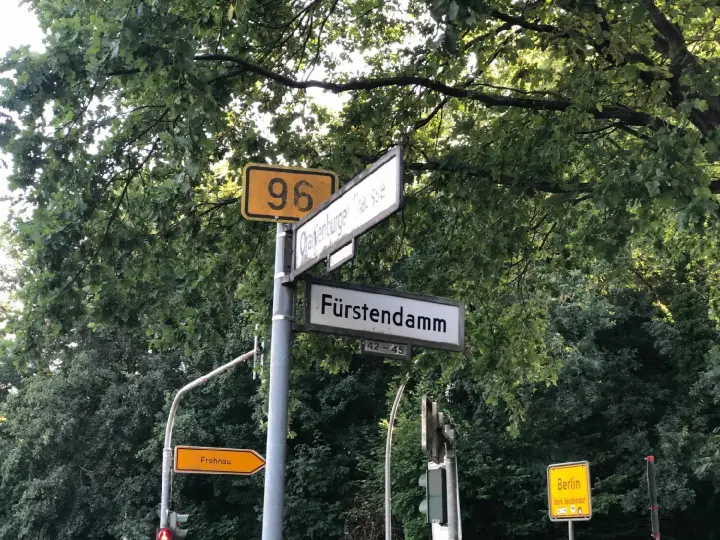 96
Oranienburger Chaussee
Fürstendamm
42-45
Frohnau
Berlin